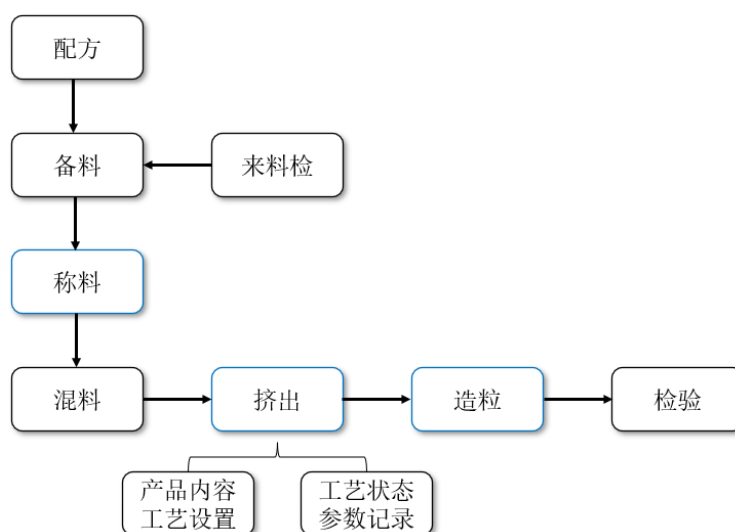 配方
备料
来料检
称料
混料
挤出
造粒
检验
产品内容
工艺设置
工艺状态
参数记录